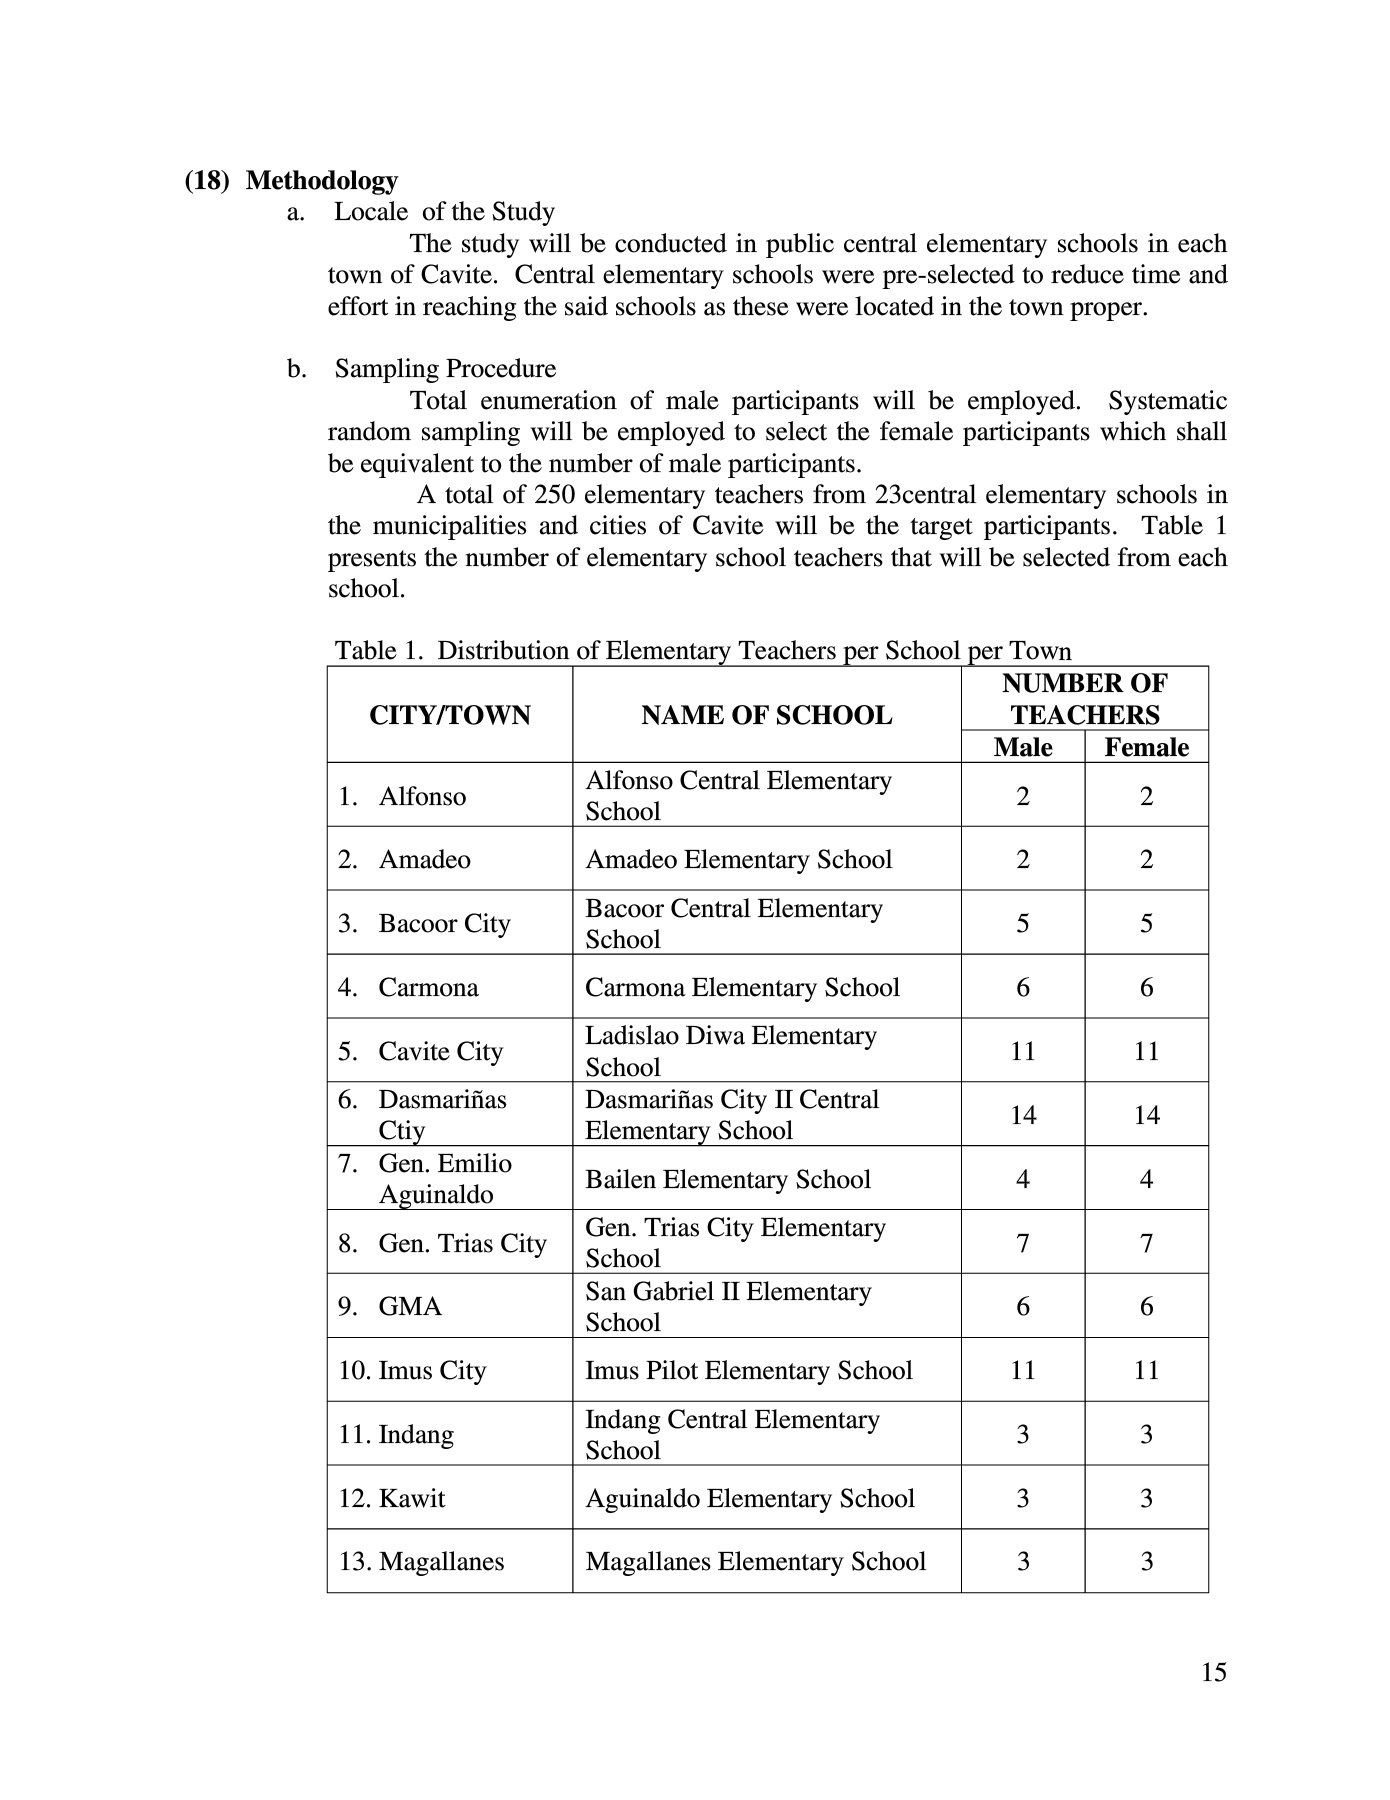 (18) Methodology
a. Locale of the Study
The study will be conducted in public central elementary schools in each
town of Cavite. Central elementary schools were pre-selected to reduce time and
effort in reaching the said schools as these were located in the town proper.
b. Sampling Procedure
Total enumeration of male participants will be employed. Systematic
random sampling will be employed to select the female participants which shall
be equivalent to the number of male participants.
A total of 250 elementary teachers from 23central elementary schools in
the municipalities and cities of Cavite will be the target participants. Table 1
presents the number of elementary school teachers that will be selected from each
school.
Table 1. Distribution of Elementary Teachers per School per Town
CITY/TOWN NAME OF SCHOOL NUMBER OF
TEACHERS
Male Female
1. Alfonso Alfonso Central Elementary
School 2 2
2. Amadeo Amadeo Elementary School 2 2
3. Bacoor City Bacoor Central Elementary
School 5 5
4. Carmona Carmona Elementary School 6 6
5. Cavite City Ladislao Diwa Elementary
School 11 11
6. Dasmariñas Dasmariñas City II Central
Ctiy Elementary School 14 14
7. Gen. Emilio
Aguinaldo Bailen Elementary School 4 4
8. Gen. Trias City Gen. Trias City Elementary
School 7 7
9. GMA San Gabriel II Elementary
School 6 6
10. Imus City Imus Pilot Elementary School 11 11
11. Indang Indang Central Elementary
School 3 3
12. Kawit Aguinaldo Elementary School 3 3
13. Magallanes Magallanes Elementary School 3 3
15